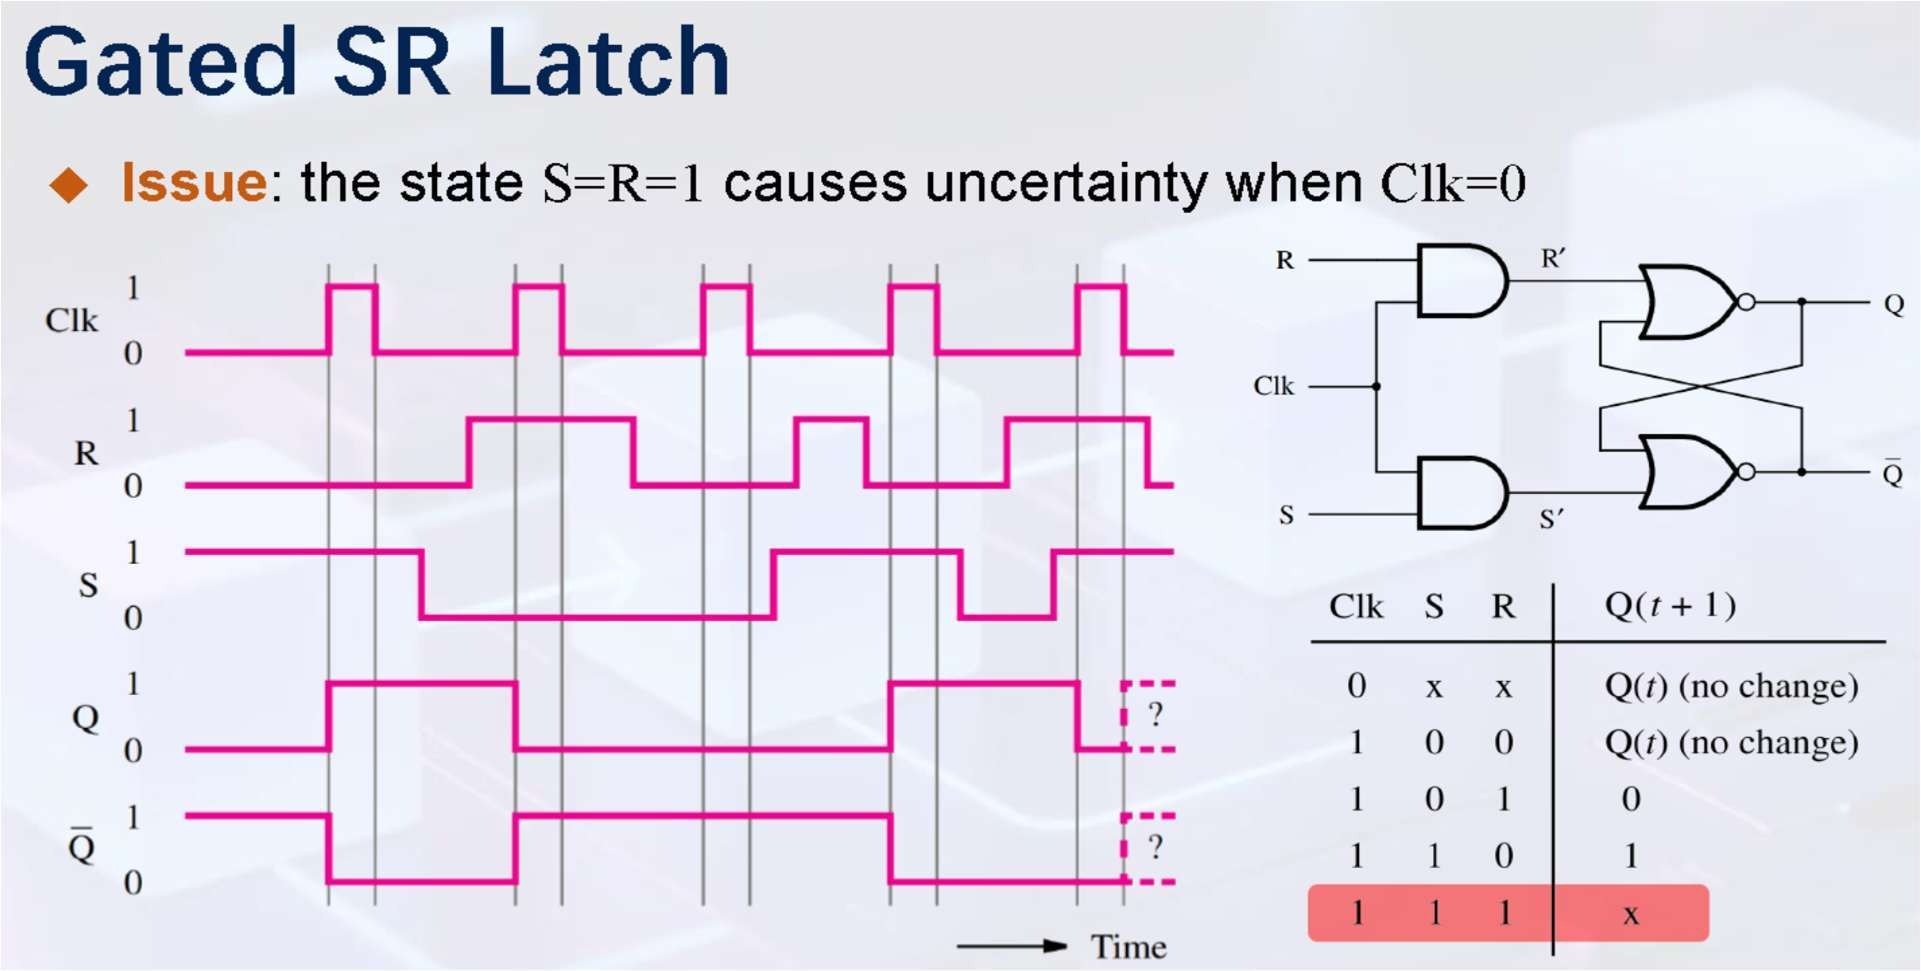 Gated SR Latch
◆ Issue: the state S=R=1 causes uncertainty when Clk=0
Clk 1 0
R 1 0
S 1 0
Q 1 0 ?
Q̅ 1 0 ?
Time
R R′ Q
Clk
S S′ Q̅
Clk S R Q(t + 1)
0 x x Q(t) (no change)
1 0 0 Q(t) (no change)
1 0 1 0
1 1 0 1
1 1 1 x